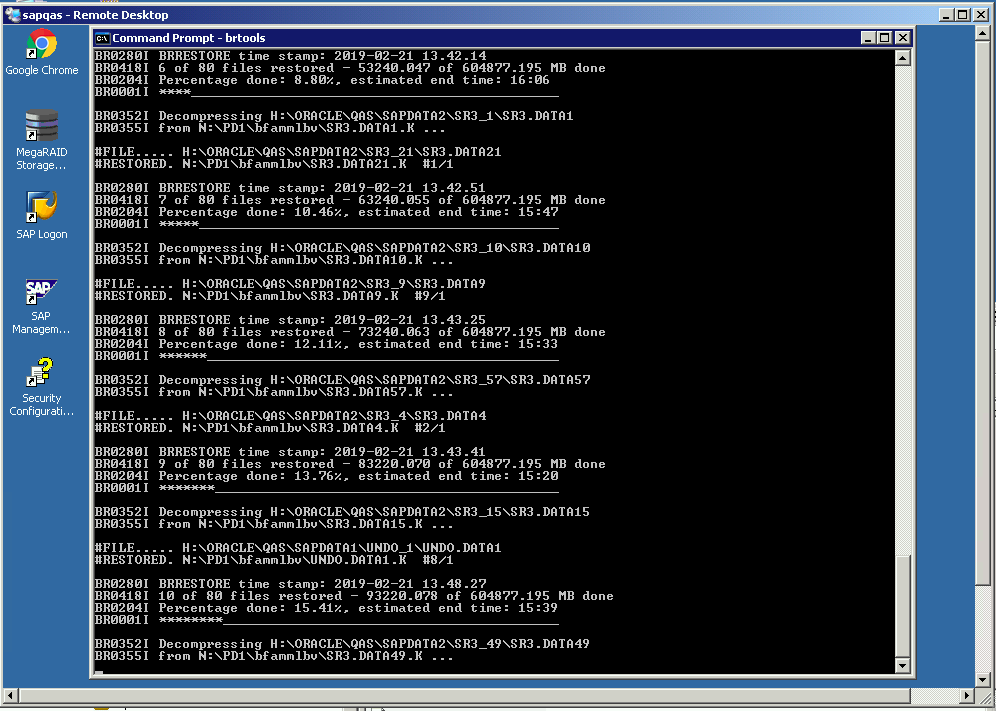 sapqas - Remote Desktop
Google Chrome
MegaRAID
Storage...
SAP Logon
SAP
SAP
Managem...
Security
Configurati...
C:\ Command Prompt - brtools
BR0280I BRRESTORE time stamp: 2019-02-21 13.42.14
BR0418I 6 of 80 files restored - 53240.047 of 604877.195 MB done
BR0204I Percentage done: 8.80%, estimated end time: 16:06
BR0001I ****______________________________________________
BR0352I Decompressing H:\ORACLE\QAS\SAPDATA2\SR3_1\SR3.DATA1
BR0355I from N:\PD1\bfammlbv\SR3.DATA1.K ...
#FILE..... H:\ORACLE\QAS\SAPDATA2\SR3_21\SR3.DATA21
#RESTORED. N:\PD1\bfammlbv\SR3.DATA21.K  #1/1
BR0280I BRRESTORE time stamp: 2019-02-21 13.42.51
BR0418I 7 of 80 files restored - 63240.055 of 604877.195 MB done
BR0204I Percentage done: 10.46%, estimated end time: 15:47
BR0001I *****_____________________________________________
BR0352I Decompressing H:\ORACLE\QAS\SAPDATA2\SR3_10\SR3.DATA10
BR0355I from N:\PD1\bfammlbv\SR3.DATA10.K ...
#FILE..... H:\ORACLE\QAS\SAPDATA2\SR3_9\SR3.DATA9
#RESTORED. N:\PD1\bfammlbv\SR3.DATA9.K  #9/1
BR0280I BRRESTORE time stamp: 2019-02-21 13.43.25
BR0418I 8 of 80 files restored - 73240.063 of 604877.195 MB done
BR0204I Percentage done: 12.11%, estimated end time: 15:33
BR0001I ******____________________________________________
BR0352I Decompressing H:\ORACLE\QAS\SAPDATA2\SR3_57\SR3.DATA57
BR0355I from N:\PD1\bfammlbv\SR3.DATA57.K ...
#FILE..... H:\ORACLE\QAS\SAPDATA2\SR3_4\SR3.DATA4
#RESTORED. N:\PD1\bfammlbv\SR3.DATA4.K  #2/1
BR0280I BRRESTORE time stamp: 2019-02-21 13.43.41
BR0418I 9 of 80 files restored - 83220.070 of 604877.195 MB done
BR0204I Percentage done: 13.76%, estimated end time: 15:20
BR0001I *******___________________________________________
BR0352I Decompressing H:\ORACLE\QAS\SAPDATA2\SR3_15\SR3.DATA15
BR0355I from N:\PD1\bfammlbv\SR3.DATA15.K ...
#FILE..... H:\ORACLE\QAS\SAPDATA1\UNDO_1\UNDO.DATA1
#RESTORED. N:\PD1\bfammlbv\UNDO.DATA1.K  #8/1
BR0280I BRRESTORE time stamp: 2019-02-21 13.48.27
BR0418I 10 of 80 files restored - 93220.078 of 604877.195 MB done
BR0204I Percentage done: 15.41%, estimated end time: 15:39
BR0001I ********__________________________________________
BR0352I Decompressing H:\ORACLE\QAS\SAPDATA2\SR3_49\SR3.DATA49
BR0355I from N:\PD1\bfammlbv\SR3.DATA49.K ...